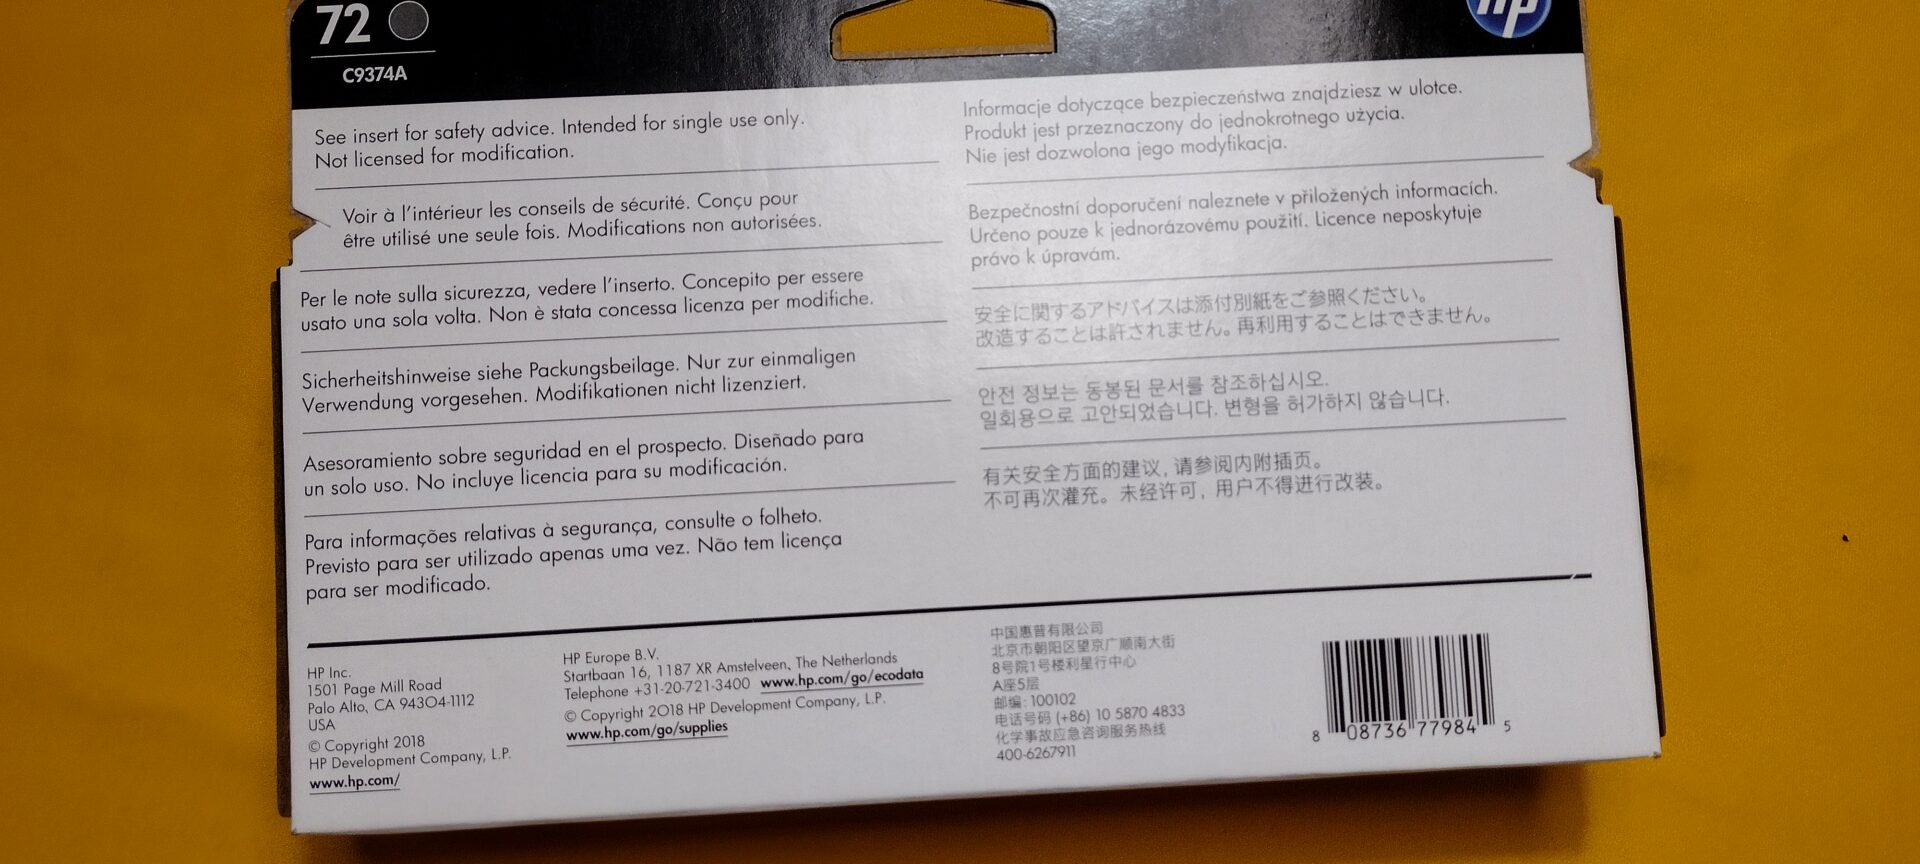 72
C9374A
hp
See insert for safety advice. Intended for single use only.
Not licensed for modification.
Voir à l’intérieur les conseils de sécurité. Conçu pour
être utilisé une seule fois. Modifications non autorisées.
Per le note sulla sicurezza, vedere l’inserto. Concepito per essere
usato una sola volta. Non è stata concessa licenza per modifiche.
Sicherheitshinweise siehe Packungsbeilage. Nur zur einmaligen
Verwendung vorgesehen. Modifikationen nicht lizenziert.
Asesoramiento sobre seguridad en el prospecto. Diseñado para
un solo uso. No incluye licencia para su modificación.
Para informações relativas à segurança, consulte o folheto.
Previsto para ser utilizado apenas uma vez. Não tem licença
para ser modificado.
Informacje dotyczące bezpieczeństwa znajdziesz w ulotce.
Produkt jest przeznaczony do jednokrotnego użycia.
Nie jest dozwolona jego modyfikacja.
Bezpečnostní doporučení naleznete v přiložených informacích.
Určeno pouze k jednorázovému použití. Licence neposkytuje
právo k úpravám.
安全に関するアドバイスは添付別紙をご参照ください。
改造することは許されません。再利用することはできません。
안전 정보는 동봉된 문서를 참조하십시오.
일회용으로 고안되었습니다. 변형을 허가하지 않습니다.
有关安全方面的建议, 请参阅内附插页。
不可再次灌充。未经许可, 用户不得进行改装。
HP Inc.
1501 Page Mill Road
Palo Alto, CA 94304-1112
USA
© Copyright 2018
HP Development Company, L.P.
www.hp.com/
HP Europe B.V.
Startbaan 16, 1187 XR Amstelveen, The Netherlands
Telephone +31-20-721-3400 www.hp.com/go/ecodata
© Copyright 2018 HP Development Company, L.P.
www.hp.com/go/supplies
中国惠普有限公司
北京市朝阳区望京广顺南大街
8号院1号楼利星行中心
A座5层
邮编: 100102
电话号码 (+86) 10 5870 4833
化学事故应急咨询服务热线
400-6267911
8 08736 77984 5